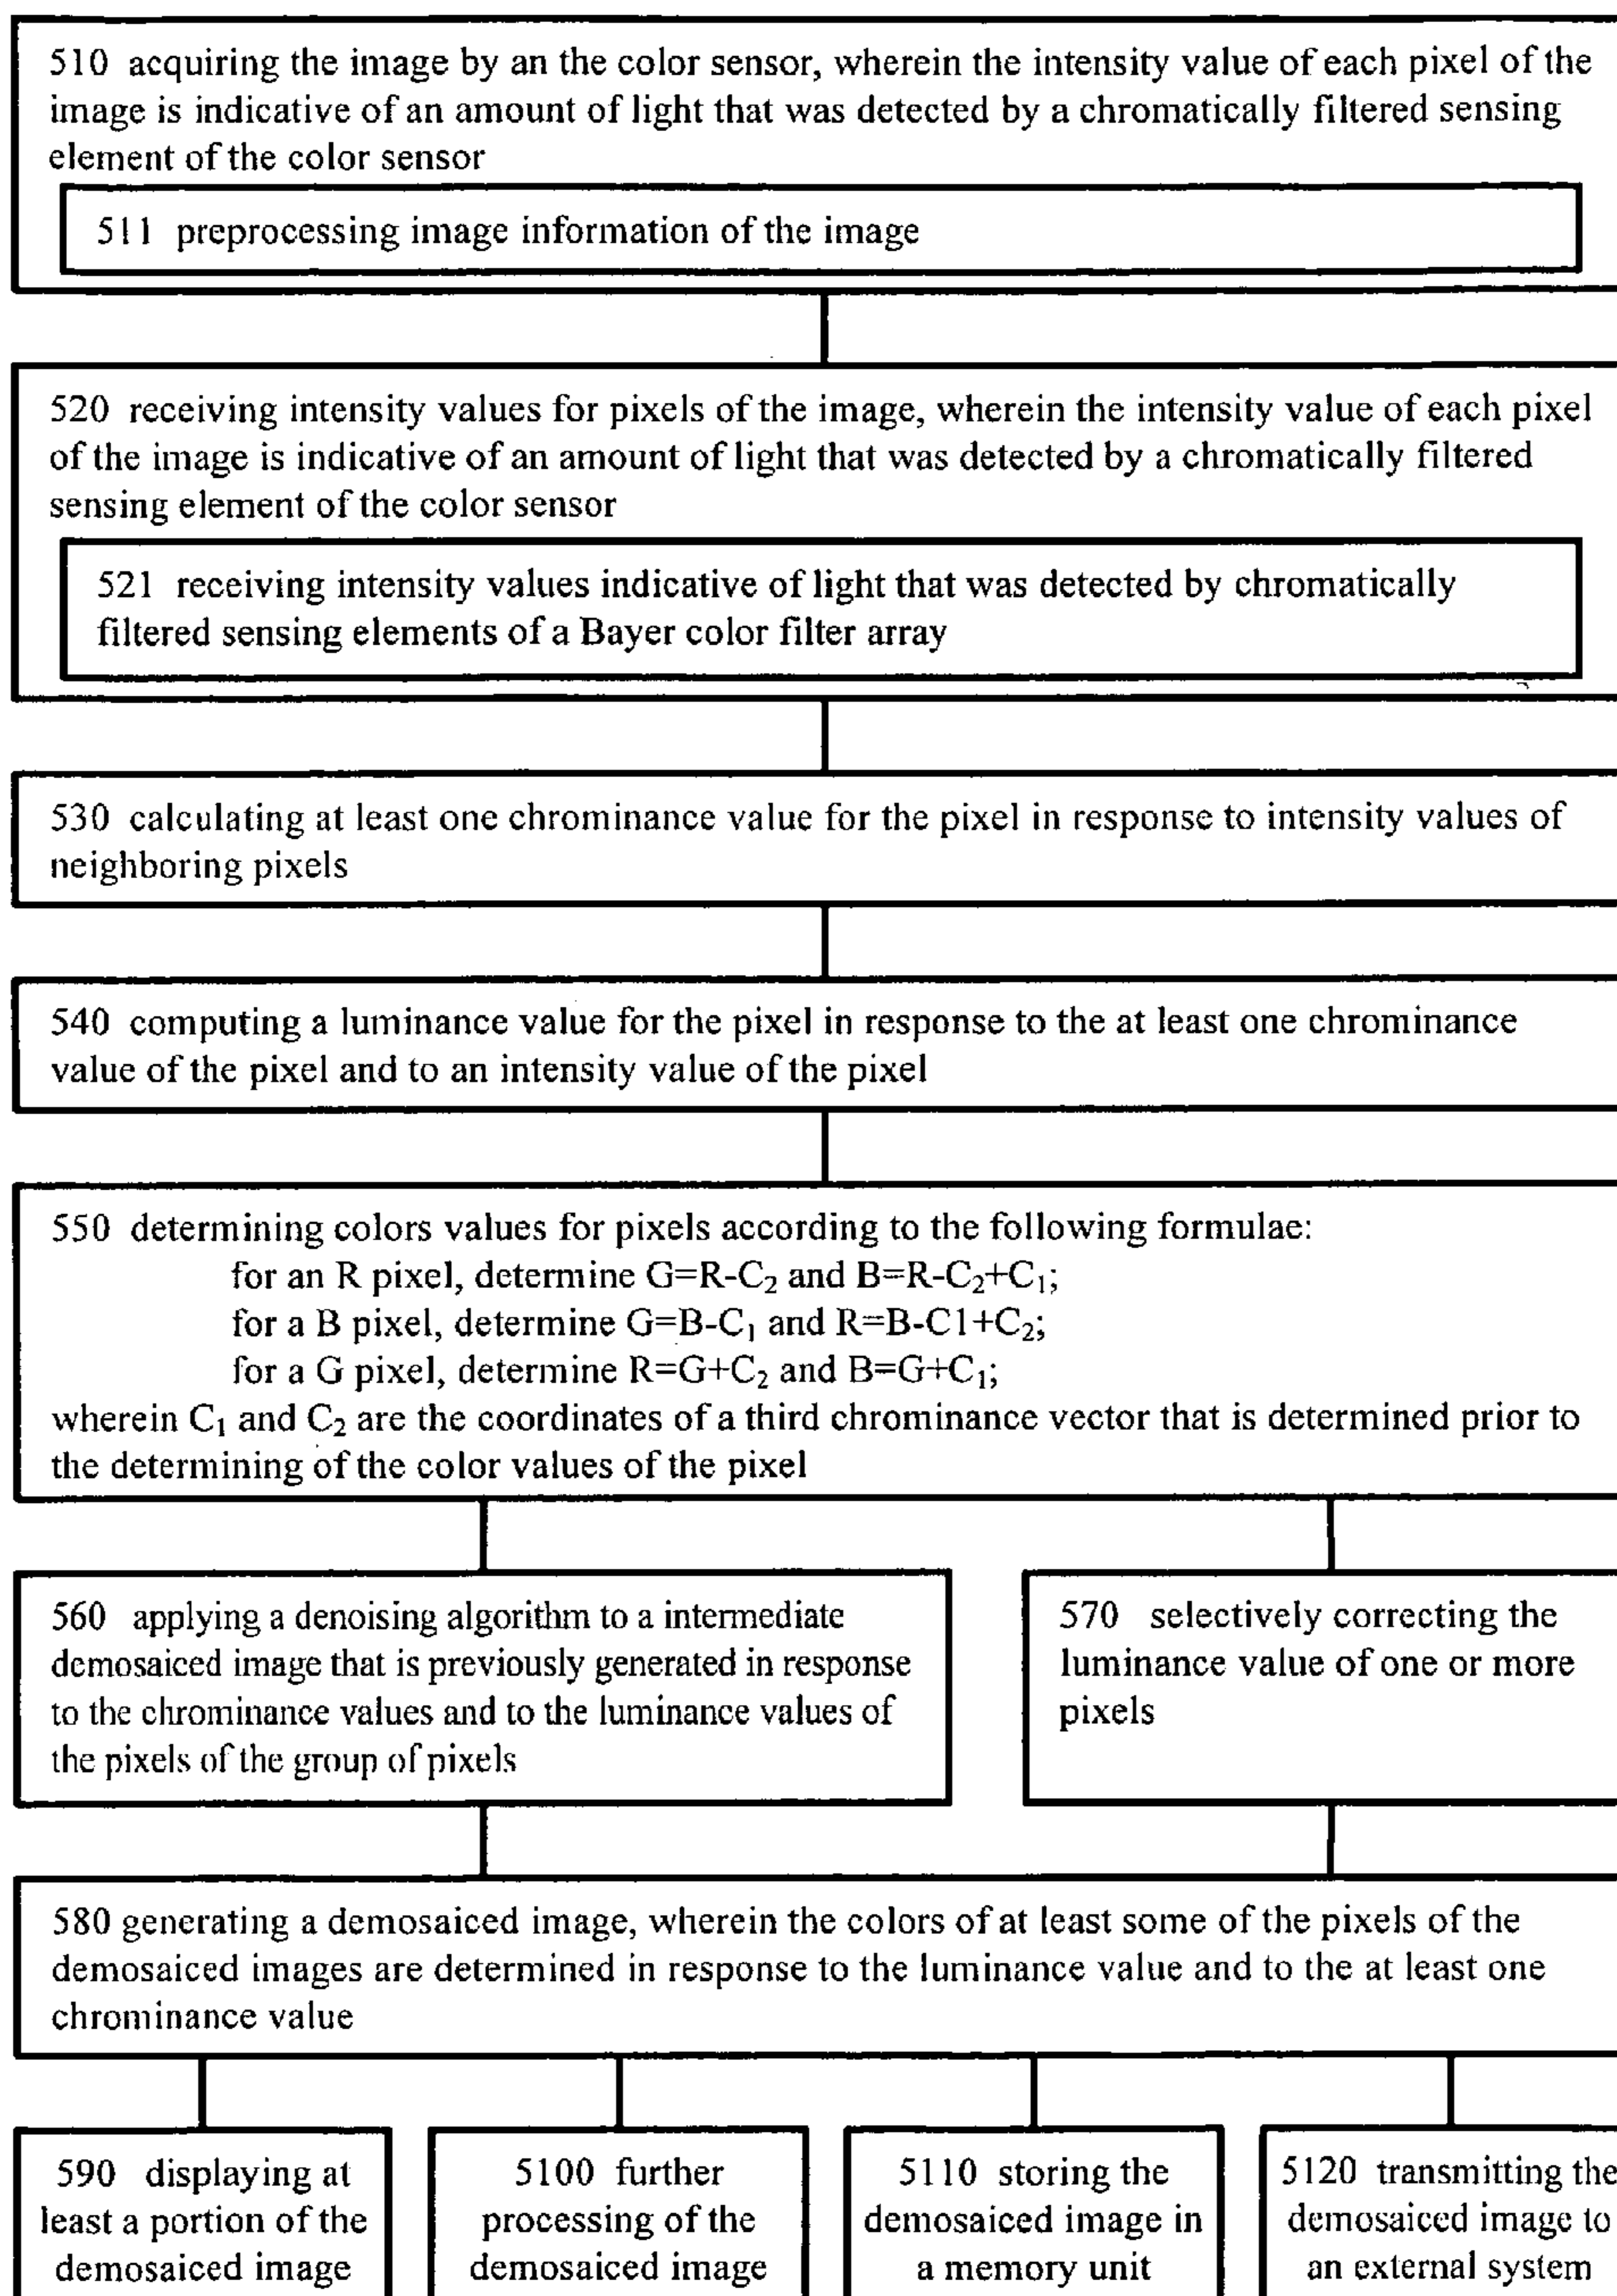 510 acquiring the image by an the color sensor, wherein the intensity value of each pixel of the
image is indicative of an amount of light that was detected by a chromatically filtered sensing
element of the color sensor
511 preprocessing image information of the image
520 receiving intensity values for pixels of the image, wherein the intensity value of each pixel
of the image is indicative of an amount of light that was detected by a chromatically filtered
sensing element of the color sensor
521 receiving intensity values indicative of light that was detected by chromatically
filtered sensing elements of a Bayer color filter array
530 calculating at least one chrominance value for the pixel in response to intensity values of
neighboring pixels
540 computing a luminance value for the pixel in response to the at least one chrominance
value of the pixel and to an intensity value of the pixel
550 determining colors values for pixels according to the following formulae:
for an R pixel, determine G=R-C₂ and B=R-C₂+C₁;
for a B pixel, determine G=B-C₁ and R=B-C1+C₂;
for a G pixel, determine R=G+C₂ and B=G+C₁;
wherein C₁ and C₂ are the coordinates of a third chrominance vector that is determined prior to
the determining of the color values of the pixel
560 applying a denoising algorithm to a intermediate
demosaiced image that is previously generated in response
to the chrominance values and to the luminance values of
the pixels of the group of pixels
570 selectively correcting the
luminance value of one or more
pixels
580 generating a demosaiced image, wherein the colors of at least some of the pixels of the
demosaiced images are determined in response to the luminance value and to the at least one
chrominance value
590 displaying at
least a portion of the
demosaiced image
5100 further
processing of the
demosaiced image
5110 storing the
demosaiced image in
a memory unit
5120 transmitting the
demosaiced image to
an external system